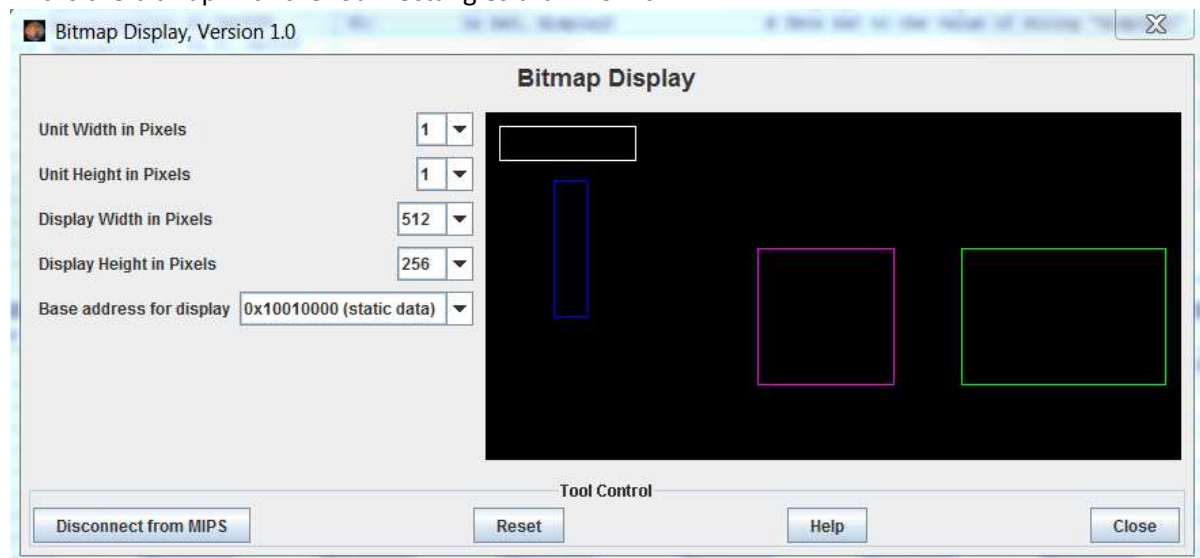 Bitmap Display, Version 1.0
Bitmap Display
Unit Width in Pixels 1
Unit Height in Pixels 1
Display Width in Pixels 512
Display Height in Pixels 256
Base address for display 0x10010000 (static data)
Tool Control
Disconnect from MIPS Reset Help Close